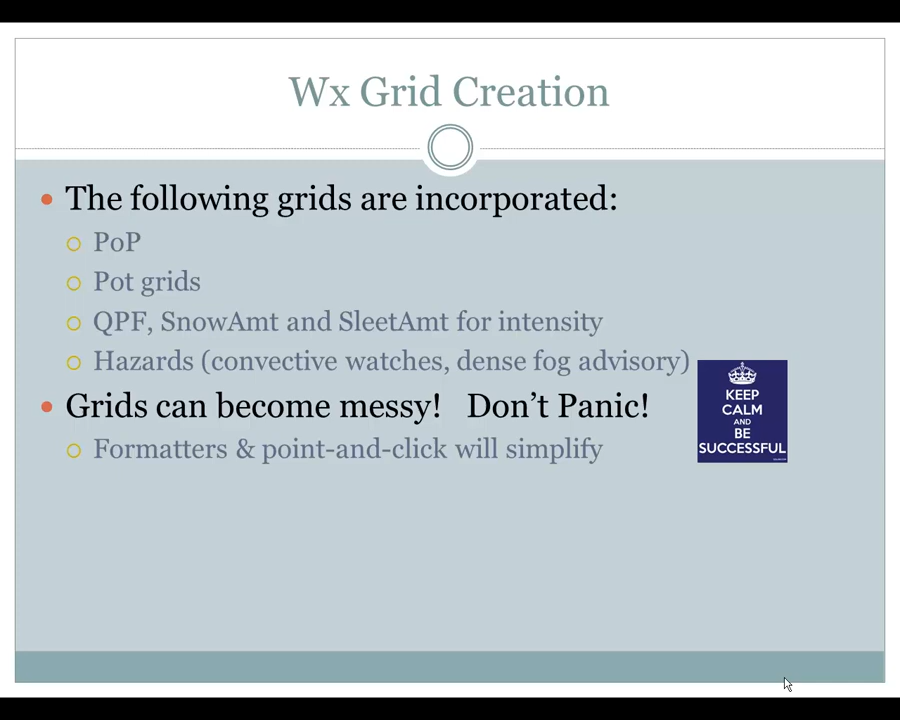 Wx Grid Creation
The following grids are incorporated:
PoP
Pot grids
QPF, SnowAmt and SleetAmt for intensity
Hazards (convective watches, dense fog advisory)
Grids can become messy!   Don't Panic!
Formatters & point-and-click will simplify
KEEP
CALM
AND
BE
SUCCESSFUL